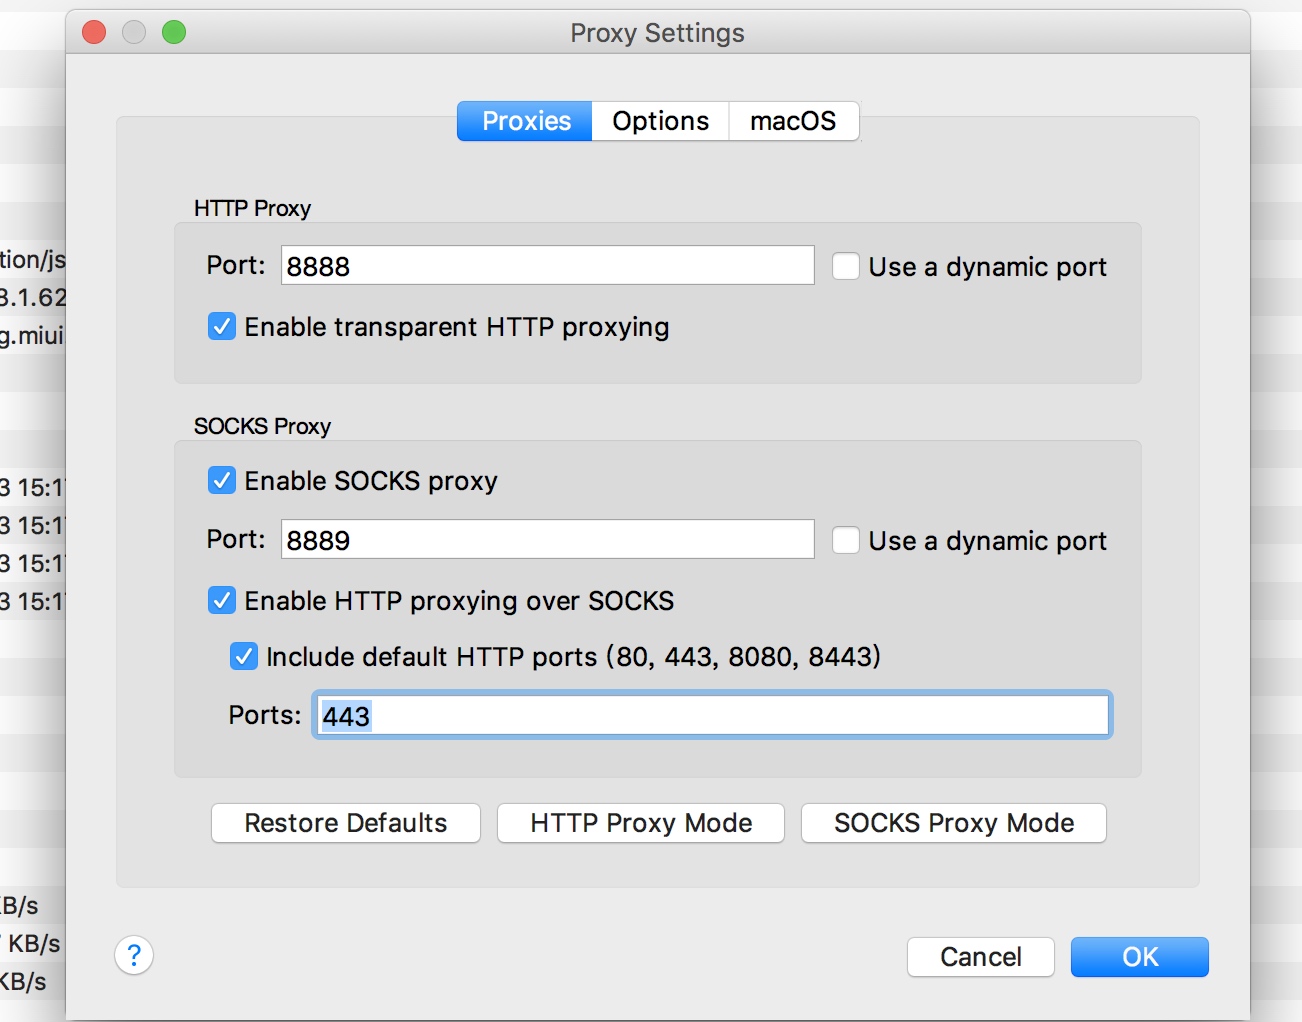 Proxy Settings
Proxies Options macOS
HTTP Proxy
Port: 8888 Use a dynamic port
Enable transparent HTTP proxying
SOCKS Proxy
Enable SOCKS proxy
Port: 8889 Use a dynamic port
Enable HTTP proxying over SOCKS
Include default HTTP ports (80, 443, 8080, 8443)
Ports: 443
Restore Defaults HTTP Proxy Mode SOCKS Proxy Mode
? Cancel OK
tion/js
3.1.62
g.miui.
3 15:1
3 15:1
3 15:1
3 15:1
KB/s
KB/s
KB/s